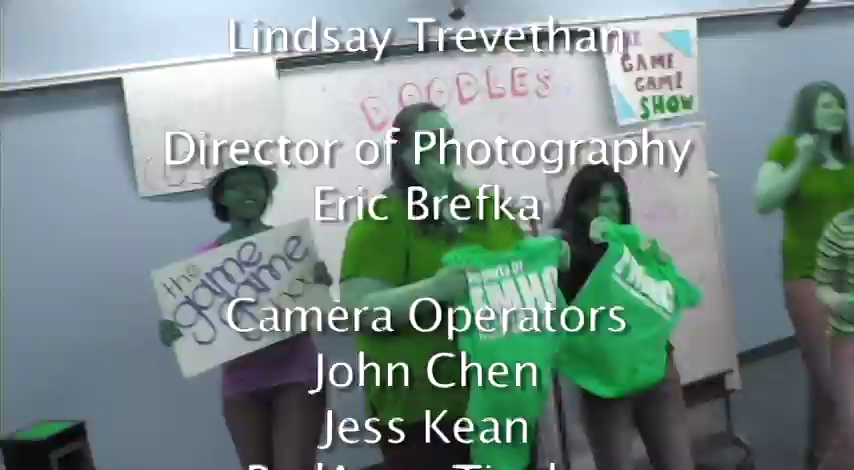 Lindsay Trevethan
DOODLES
GAME
GAME
SHOW
Director of Photography
Eric Brefka
the
game
game
Camera Operators
John Chen
Jess Kean